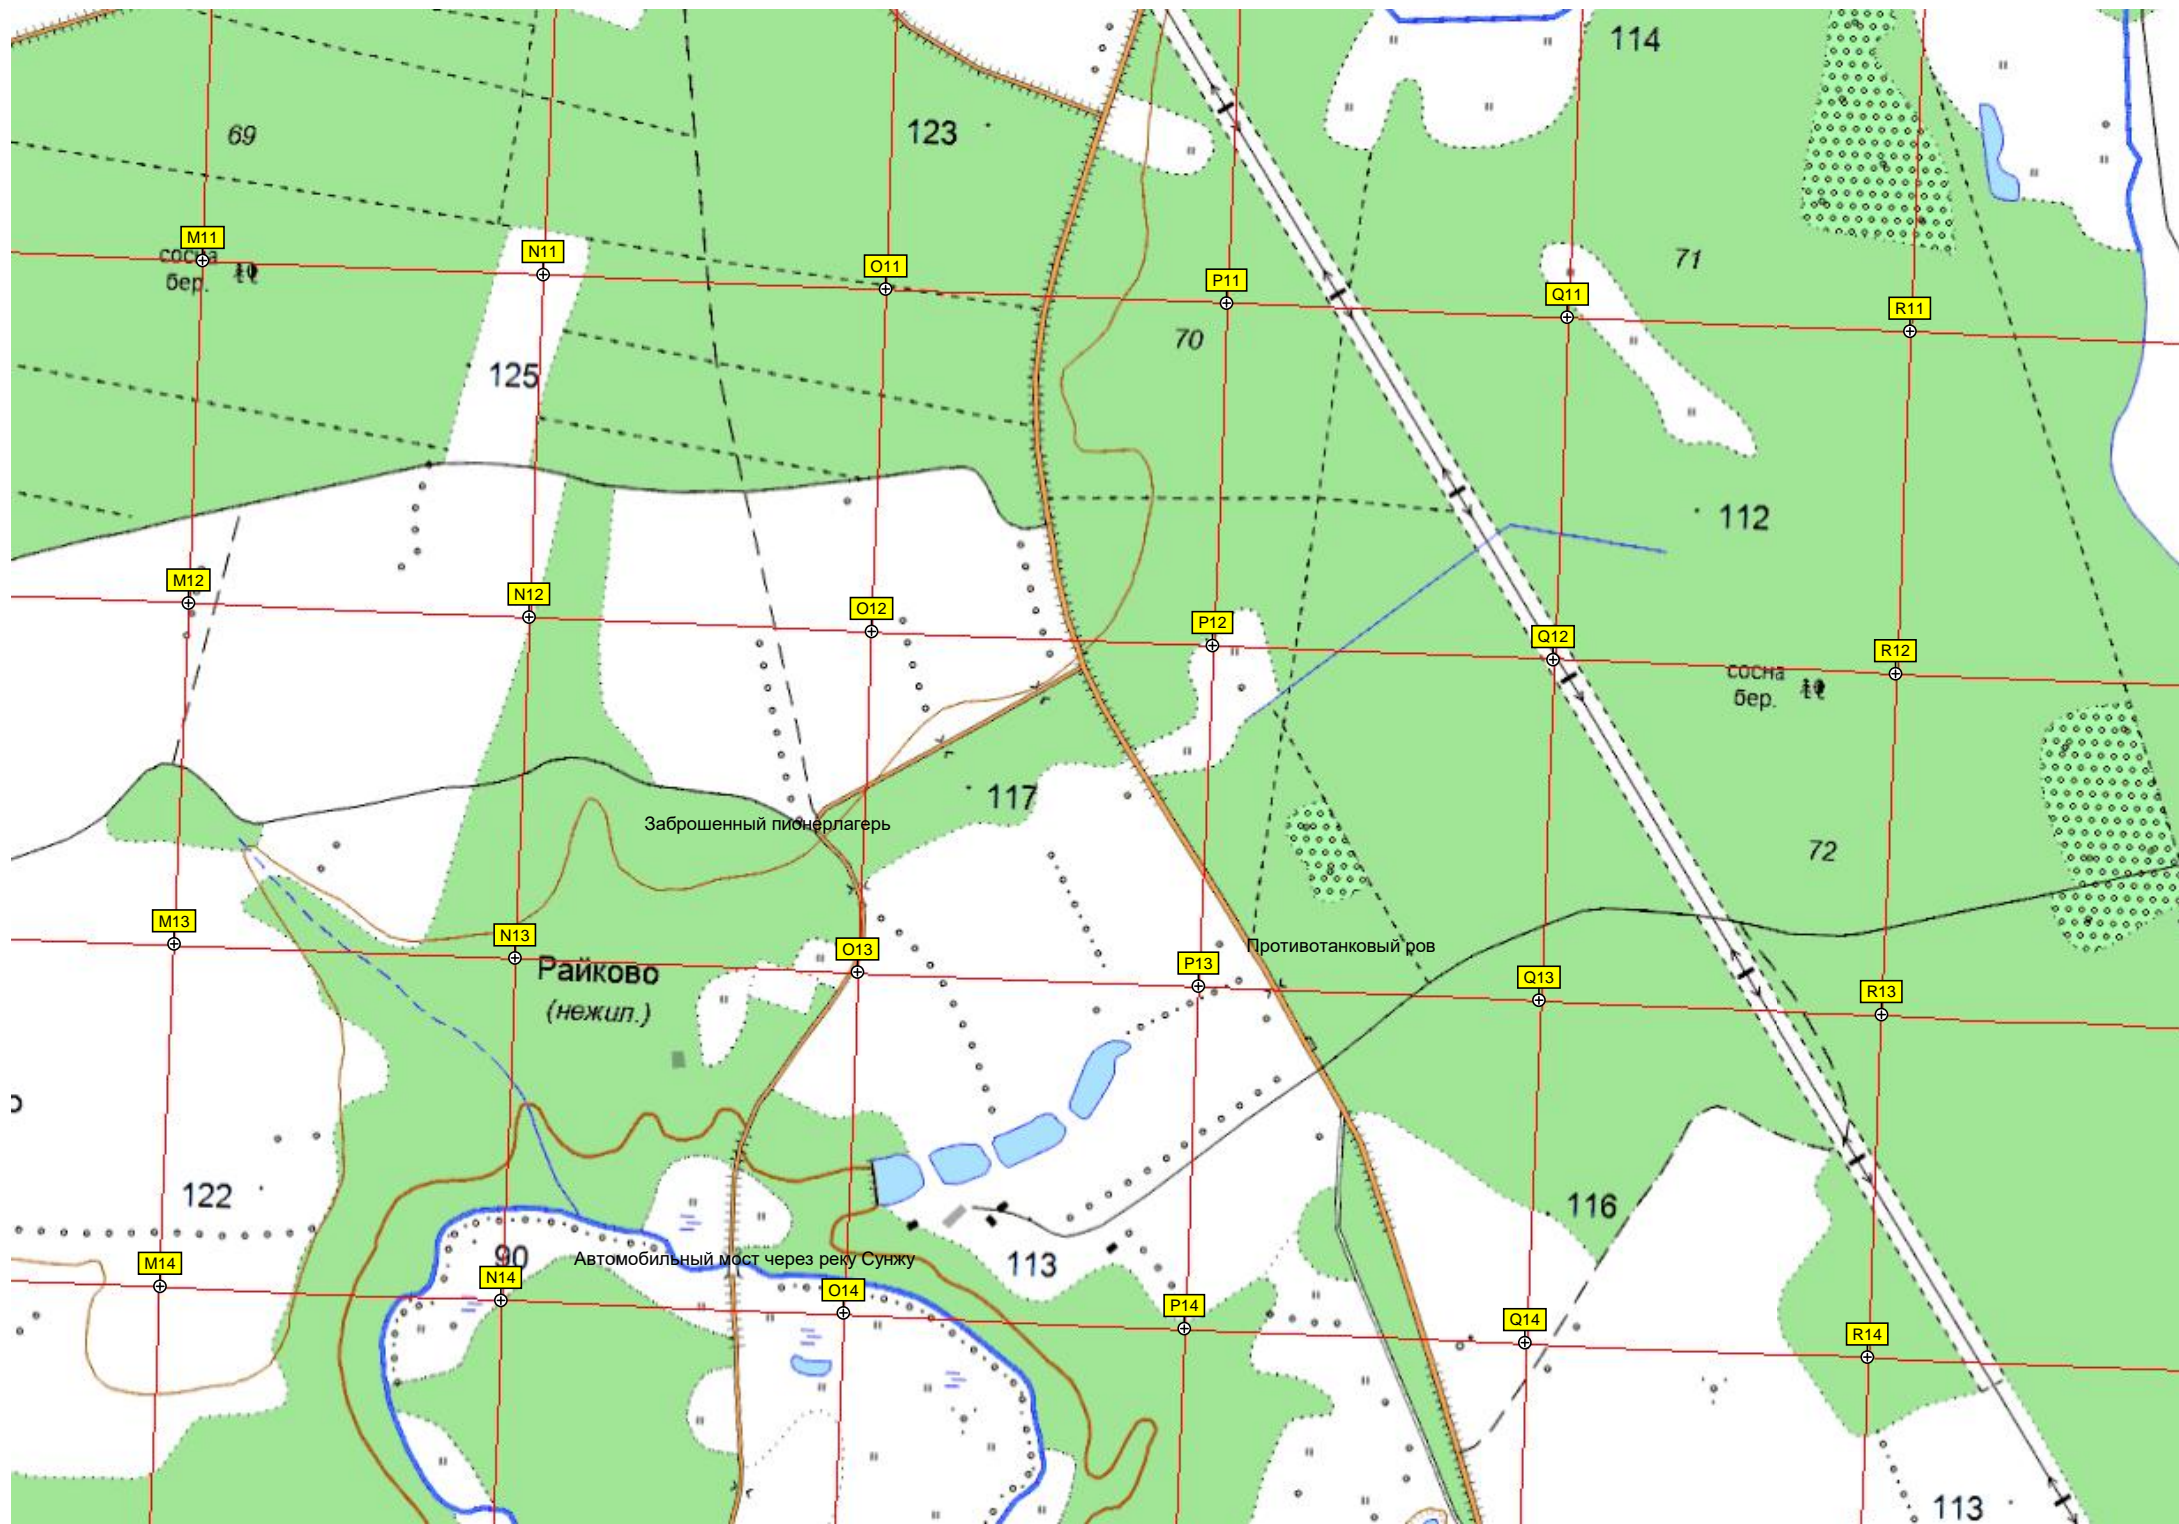 114
69
123
M11
сосна
бер.
N11
O11
71
P11
Q11
R11
70
125
112
M12
N12
O12
P12
Q12
R12
сосна
бер.
117
Заброшенный пионерлагерь
72
M13
N13
O13
Противотанковый ров
P13
Q13
R13
Райково
(нежил.)
122
116
90
Автомобильный мост через реку Сунжу
113
M14
N14
O14
P14
Q14
R14
113